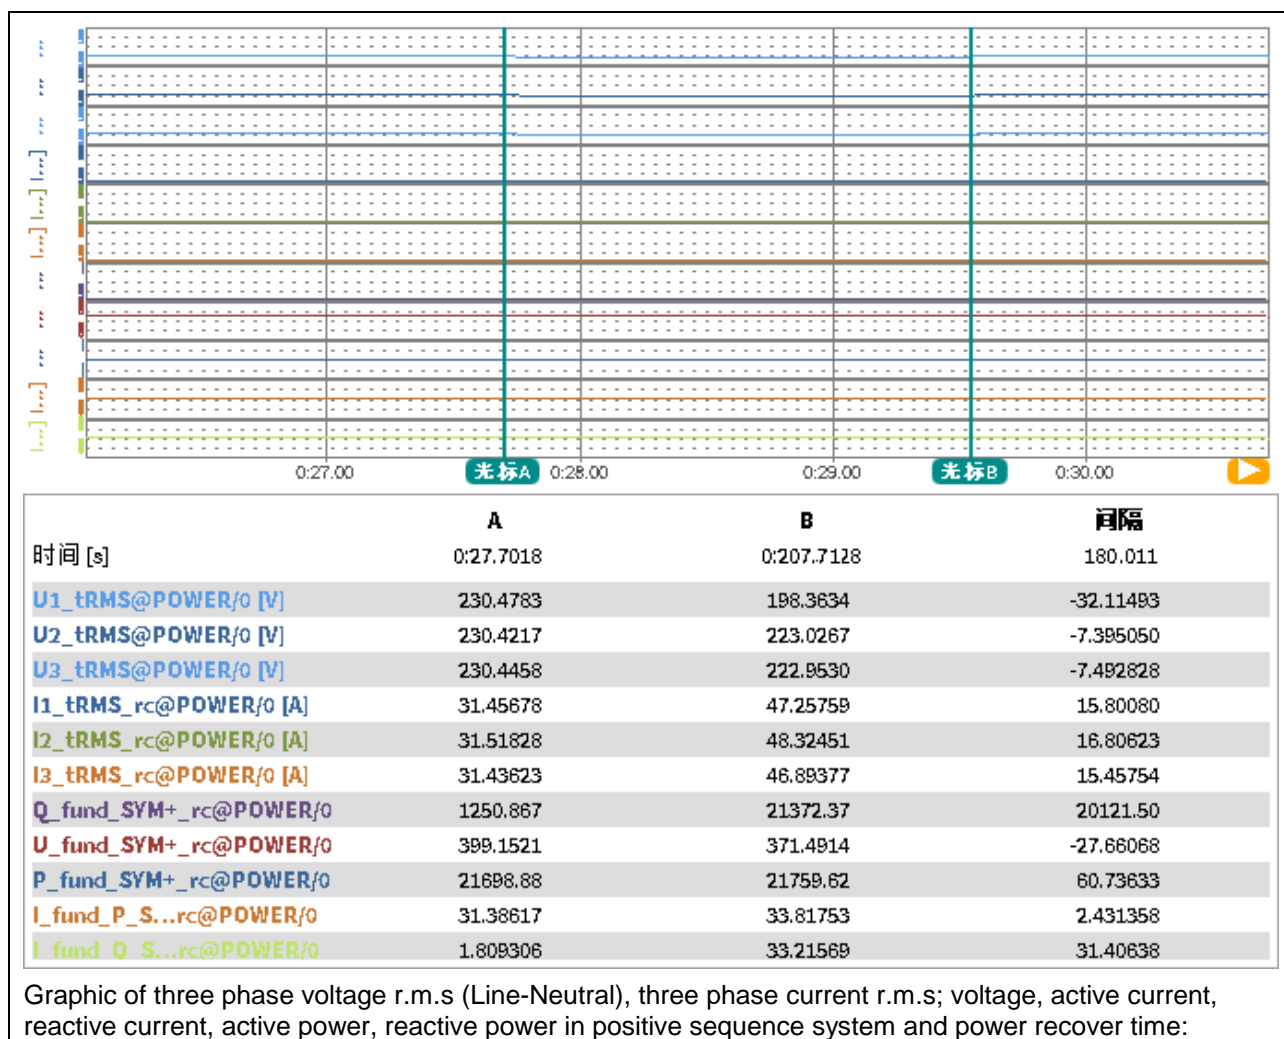 0:27.00 光标A 0:28.00 0:29.00 光标B 0:30.00
A B 间隔
时间 [s] 0:27.7018 0:207.7128 180.011
U1_tRMS@POWER/0 [V] 230.4783 198.3634 -32.11493
U2_tRMS@POWER/0 [V] 230.4217 223.0267 -7.395050
U3_tRMS@POWER/0 [V] 230.4458 222.9530 -7.492828
I1_tRMS_rc@POWER/0 [A] 31.45678 47.25759 15.80080
I2_tRMS_rc@POWER/0 [A] 31.51828 48.32451 16.80623
I3_tRMS_rc@POWER/0 [A] 31.43623 46.89377 15.45754
Q_fund_SYM+_rc@POWER/0 1250.867 21372.37 20121.50
U_fund_SYM+_rc@POWER/0 399.1521 371.4914 -27.66068
P_fund_SYM+_rc@POWER/0 21698.88 21759.62 60.73633
I_fund_P_S...rc@POWER/0 31.38617 33.81753 2.431358
I_fund_Q_S...rc@POWER/0 1.809306 33.21569 31.40638
Graphic of three phase voltage r.m.s (Line-Neutral), three phase current r.m.s; voltage, active current,
reactive current, active power, reactive power in positive sequence system and power recover time: